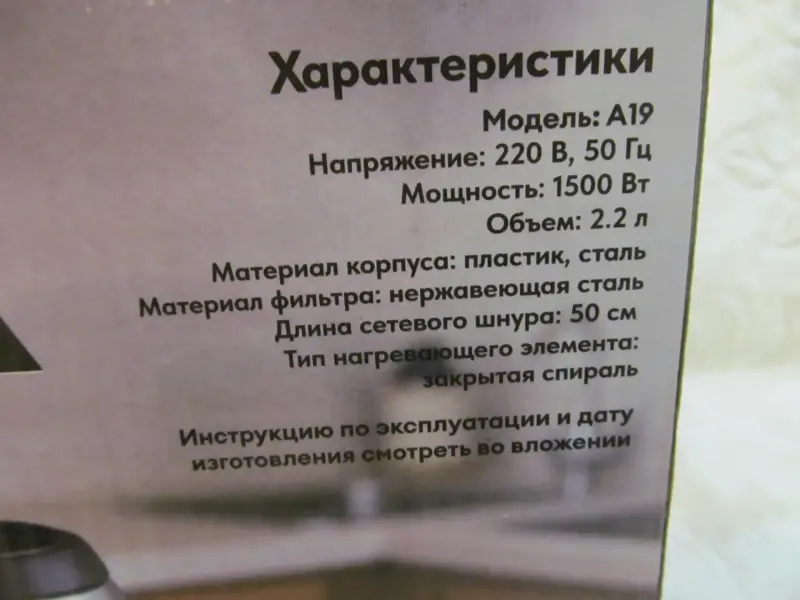 Характеристики
Модель: А19
Напряжение: 220 В, 50 Гц
Мощность: 1500 Вт
Объем: 2.2 л
Материал корпуса: пластик, сталь
Материал фильтра: нержавеющая сталь
Длина сетевого шнура: 50 см
Тип нагревающего элемента:
закрытая спираль
Инструкцию по эксплуатации и дату
изготовления смотреть во вложении